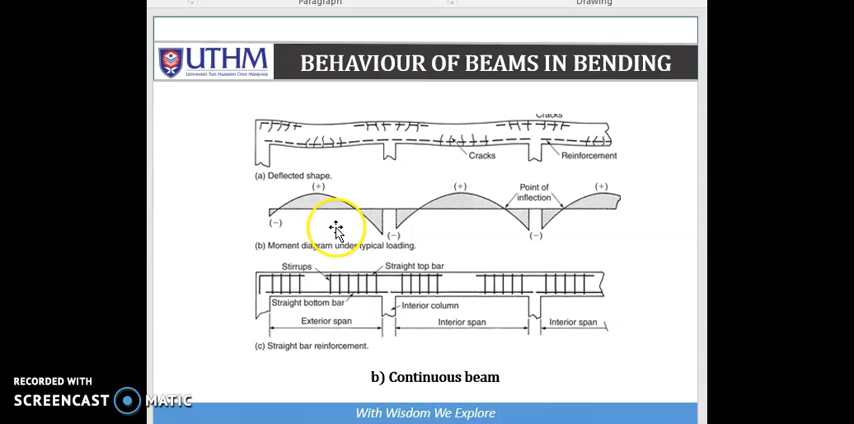 Paragraph
Drawing
UTHM
Universiti Tun Hussein Onn Malaysia
BEHAVIOUR OF BEAMS IN BENDING
Cracks
Cracks
Reinforcement
(a) Deflected shape.
(+)
(+)
Point of
inflection
(+)
(−)
(−)
(−)
(b) Moment diagram under typical loading.
Stirrups
Straight top bar
Straight bottom bar
Interior column
Exterior span
Interior span
Interior span
(c) Straight bar reinforcement.
b) Continuous beam
RECORDED WITH
SCREENCAST MATIC
With Wisdom We Explore